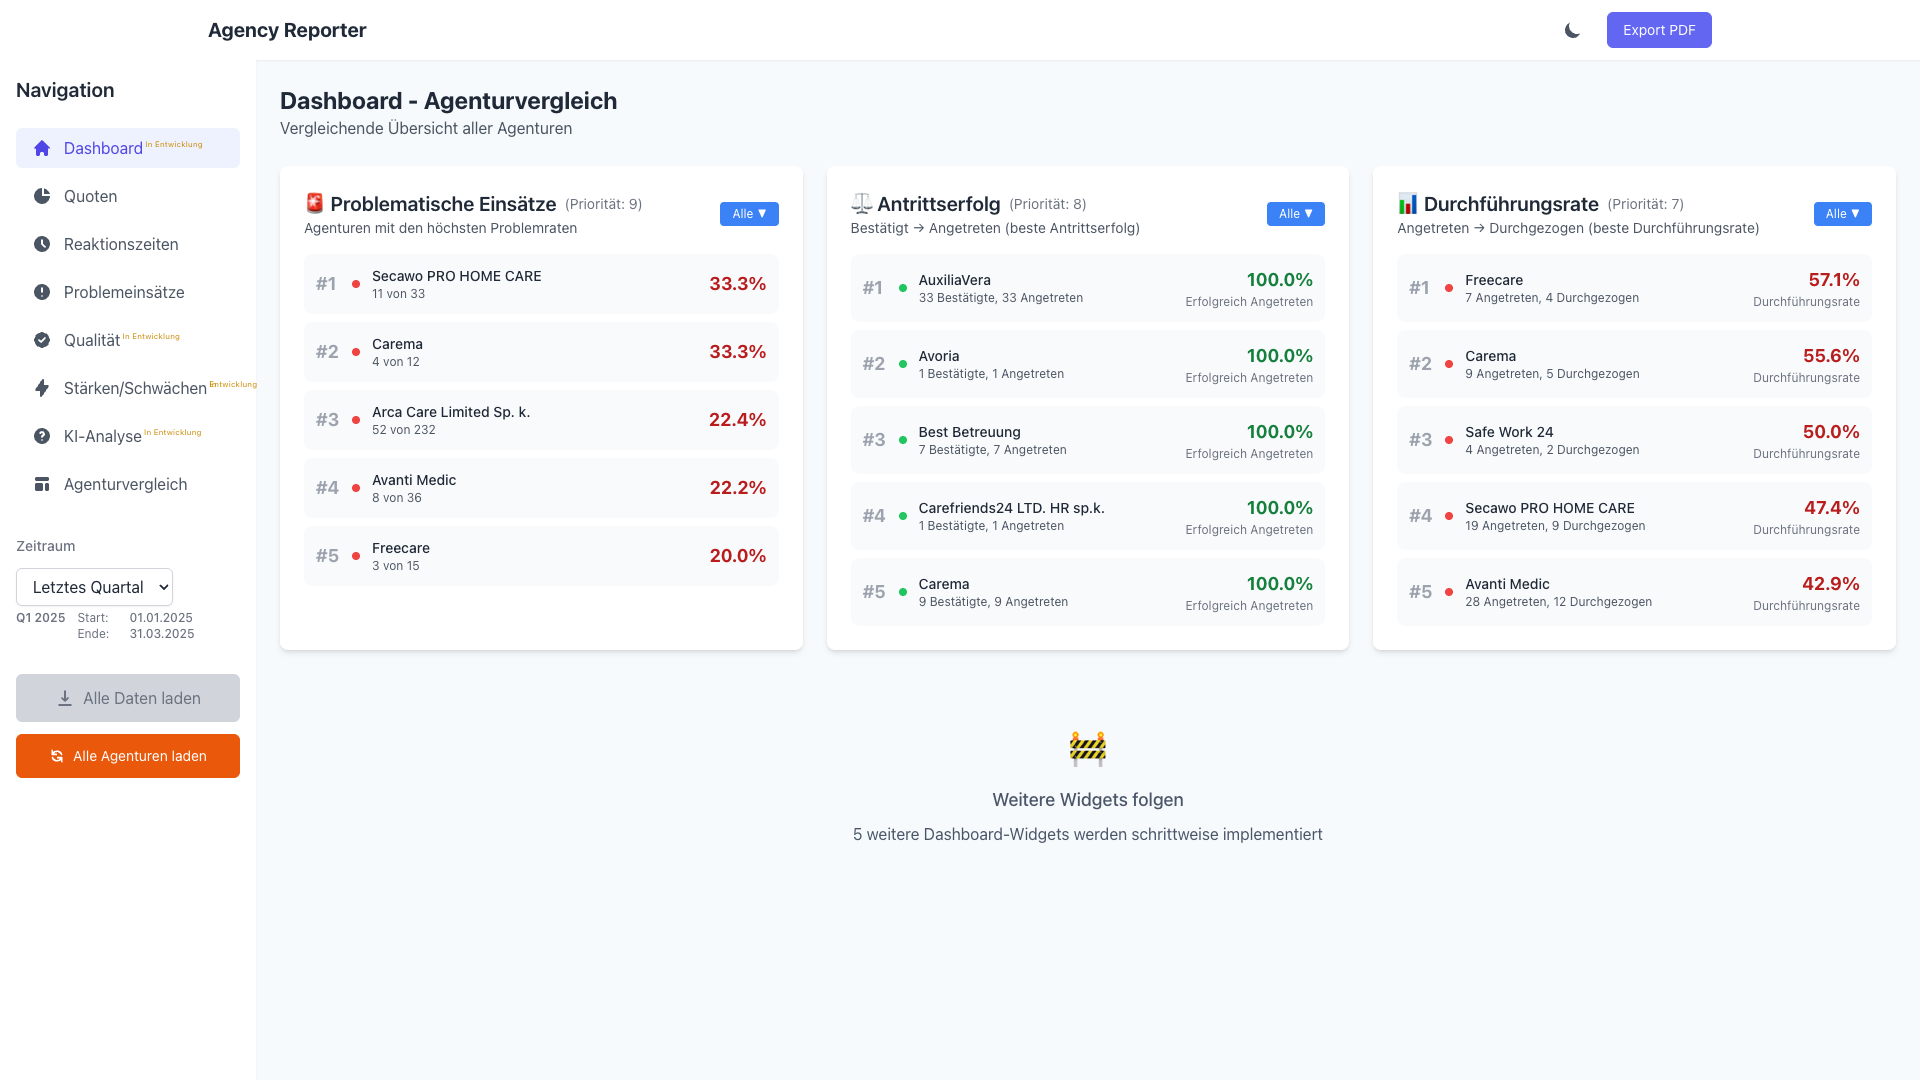 Agency Reporter
Export PDF
Navigation
Dashboard In Entwicklung
Quoten
Reaktionszeiten
Problemeinsätze
Qualität In Entwicklung
Stärken/Schwächen Entwicklung
KI-Analyse In Entwicklung
Agenturvergleich
Zeitraum
Letztes Quartal
Q1 2025 Start: 01.01.2025
Ende: 31.03.2025
Alle Daten laden
Alle Agenturen laden
Dashboard - Agenturvergleich
Vergleichende Übersicht aller Agenturen
Problematische Einsätze (Priorität: 9)
Agenturen mit den höchsten Problemraten
Alle ▼
#1 Secawo PRO HOME CARE 33.3%
11 von 33
#2 Carema 33.3%
4 von 12
#3 Arca Care Limited Sp. k. 22.4%
52 von 232
#4 Avanti Medic 22.2%
8 von 36
#5 Freecare 20.0%
3 von 15
Antrittserfolg (Priorität: 8)
Bestätigt → Angetreten (beste Antrittserfolg)
Alle ▼
#1 AuxiliaVera 100.0%
33 Bestätigte, 33 Angetreten Erfolgreich Angetreten
#2 Avoria 100.0%
1 Bestätigte, 1 Angetreten Erfolgreich Angetreten
#3 Best Betreuung 100.0%
7 Bestätigte, 7 Angetreten Erfolgreich Angetreten
#4 Carefriends24 LTD. HR sp.k. 100.0%
1 Bestätigte, 1 Angetreten Erfolgreich Angetreten
#5 Carema 100.0%
9 Bestätigte, 9 Angetreten Erfolgreich Angetreten
Durchführungsrate (Priorität: 7)
Angetreten → Durchgezogen (beste Durchführungsrate)
Alle ▼
#1 Freecare 57.1%
7 Angetreten, 4 Durchgezogen Durchführungsrate
#2 Carema 55.6%
9 Angetreten, 5 Durchgezogen Durchführungsrate
#3 Safe Work 24 50.0%
4 Angetreten, 2 Durchgezogen Durchführungsrate
#4 Secawo PRO HOME CARE 47.4%
19 Angetreten, 9 Durchgezogen Durchführungsrate
#5 Avanti Medic 42.9%
28 Angetreten, 12 Durchgezogen Durchführungsrate
Weitere Widgets folgen
5 weitere Dashboard-Widgets werden schrittweise implementiert